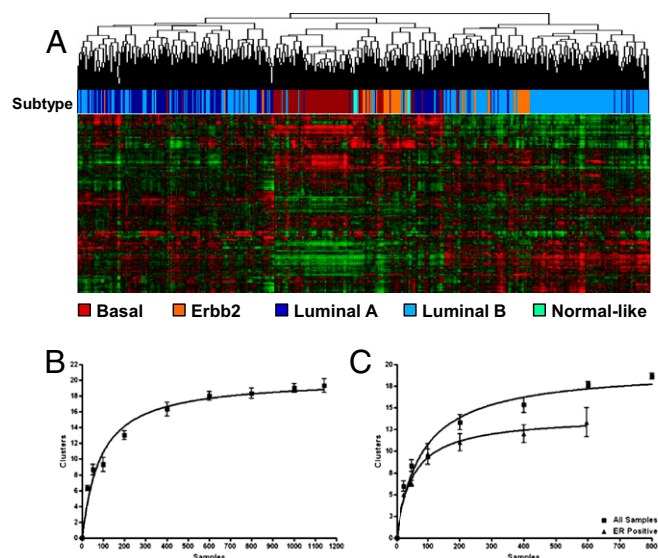 A
Subtype
Basal Erbb2 Luminal A Luminal B Normal-like
B
22
20
18
16
14
12
10
8
6
4
2
0
Clusters
0 100 200 300 400 500 600 700 800 900 1000 1100 1200
Samples
C
20
18
15
13
10
8
5
3
0
Clusters
0 200 400 600 800
Samples
All Samples
ER Positive